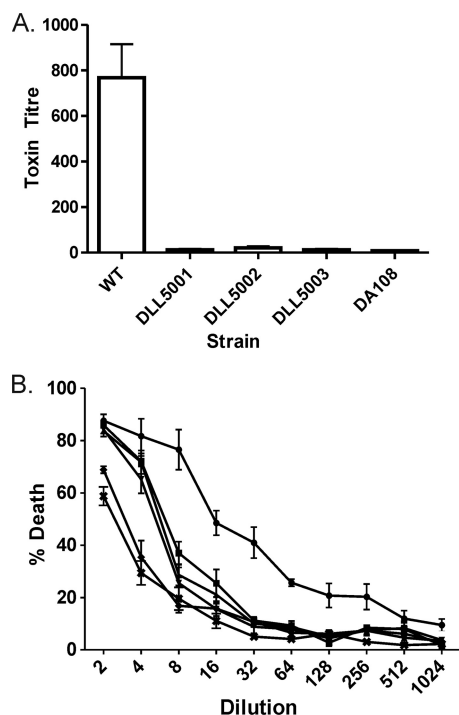 A.
Toxin Titre
1000
800
600
400
200
0
WT
DLL5001
DLL5002
DLL5003
DA108
Strain
B.
% Death
100
80
60
40
20
0
2
4
8
16
32
64
128
256
512
1024
Dilution